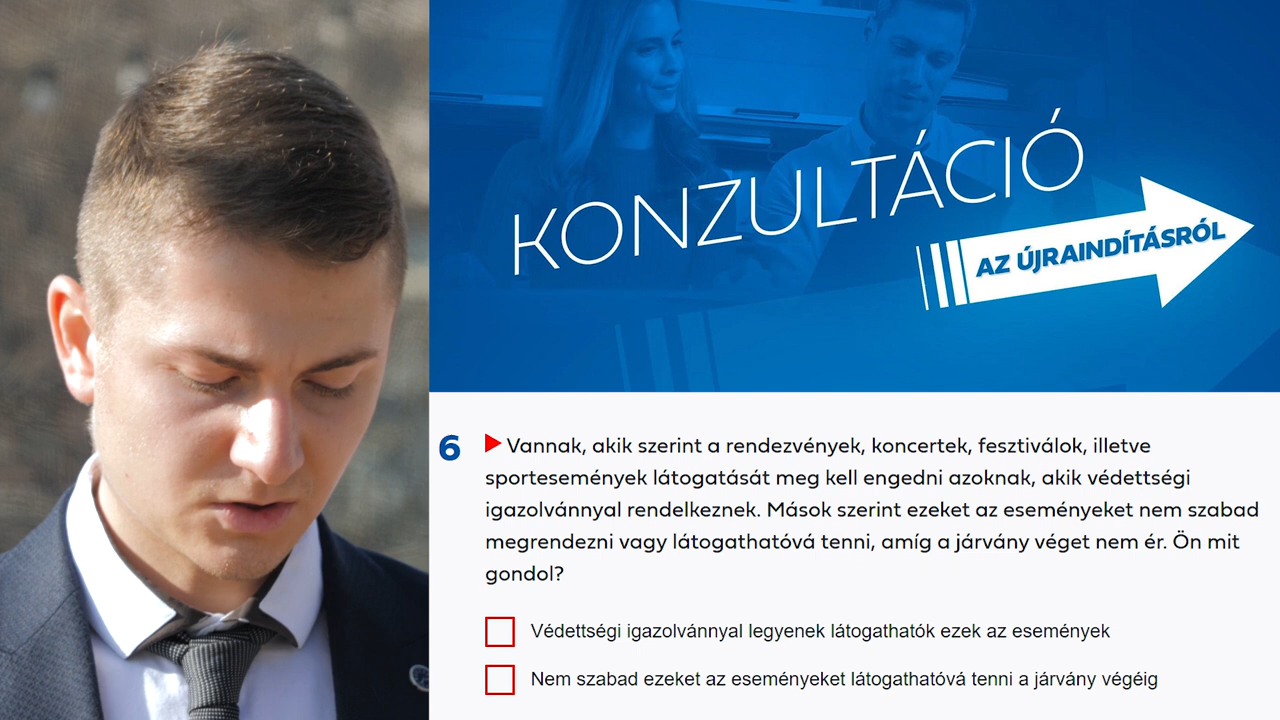 KONZULTÁCIÓ
AZ ÚJRAINDÍTÁSRÓL
6
Vannak, akik szerint a rendezvények, koncertek, fesztiválok, illetve
sportesemények látogatását meg kell engedni azoknak, akik védettségi
igazolvánnyal rendelkeznek. Mások szerint ezeket az eseményeket nem szabad
megrendezni vagy látogathatóvá tenni, amíg a járvány véget nem ér. Ön mit
gondol?
Védettségi igazolvánnyal legyenek látogathatók ezek az események
Nem szabad ezeket az eseményeket látogathatóvá tenni a járvány végéig